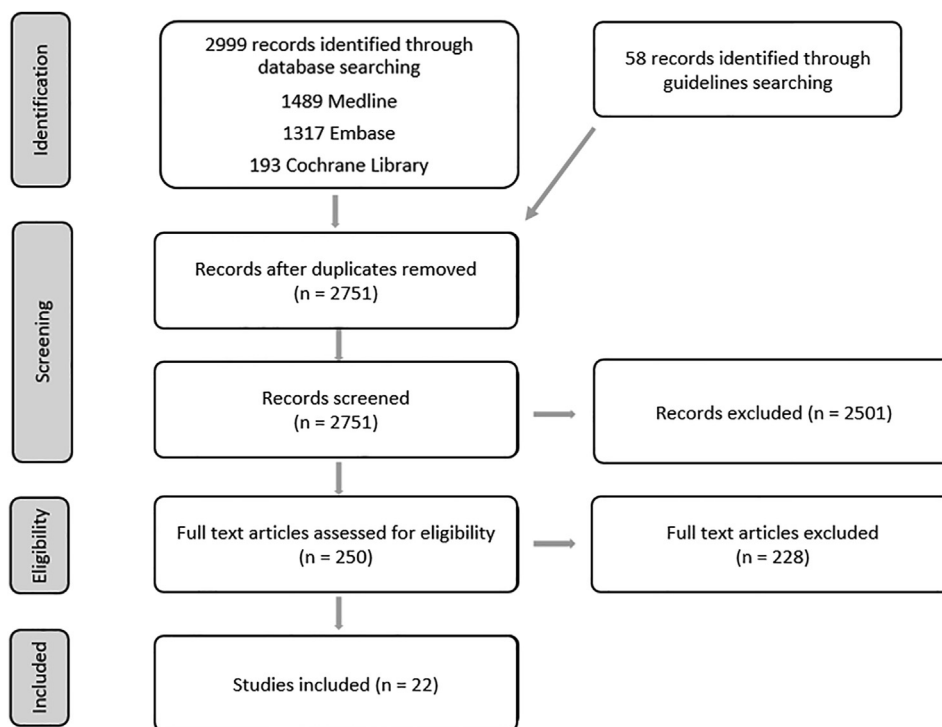 Identification
2999 records identified through
database searching
1489 Medline
1317 Embase
193 Cochrane Library
58 records identified through
guidelines searching
Screening
Records after duplicates removed
(n = 2751)
Records screened
(n = 2751)
Records excluded (n = 2501)
Eligibility
Full text articles assessed for eligibility
(n = 250)
Full text articles excluded
(n = 228)
Included
Studies included (n = 22)